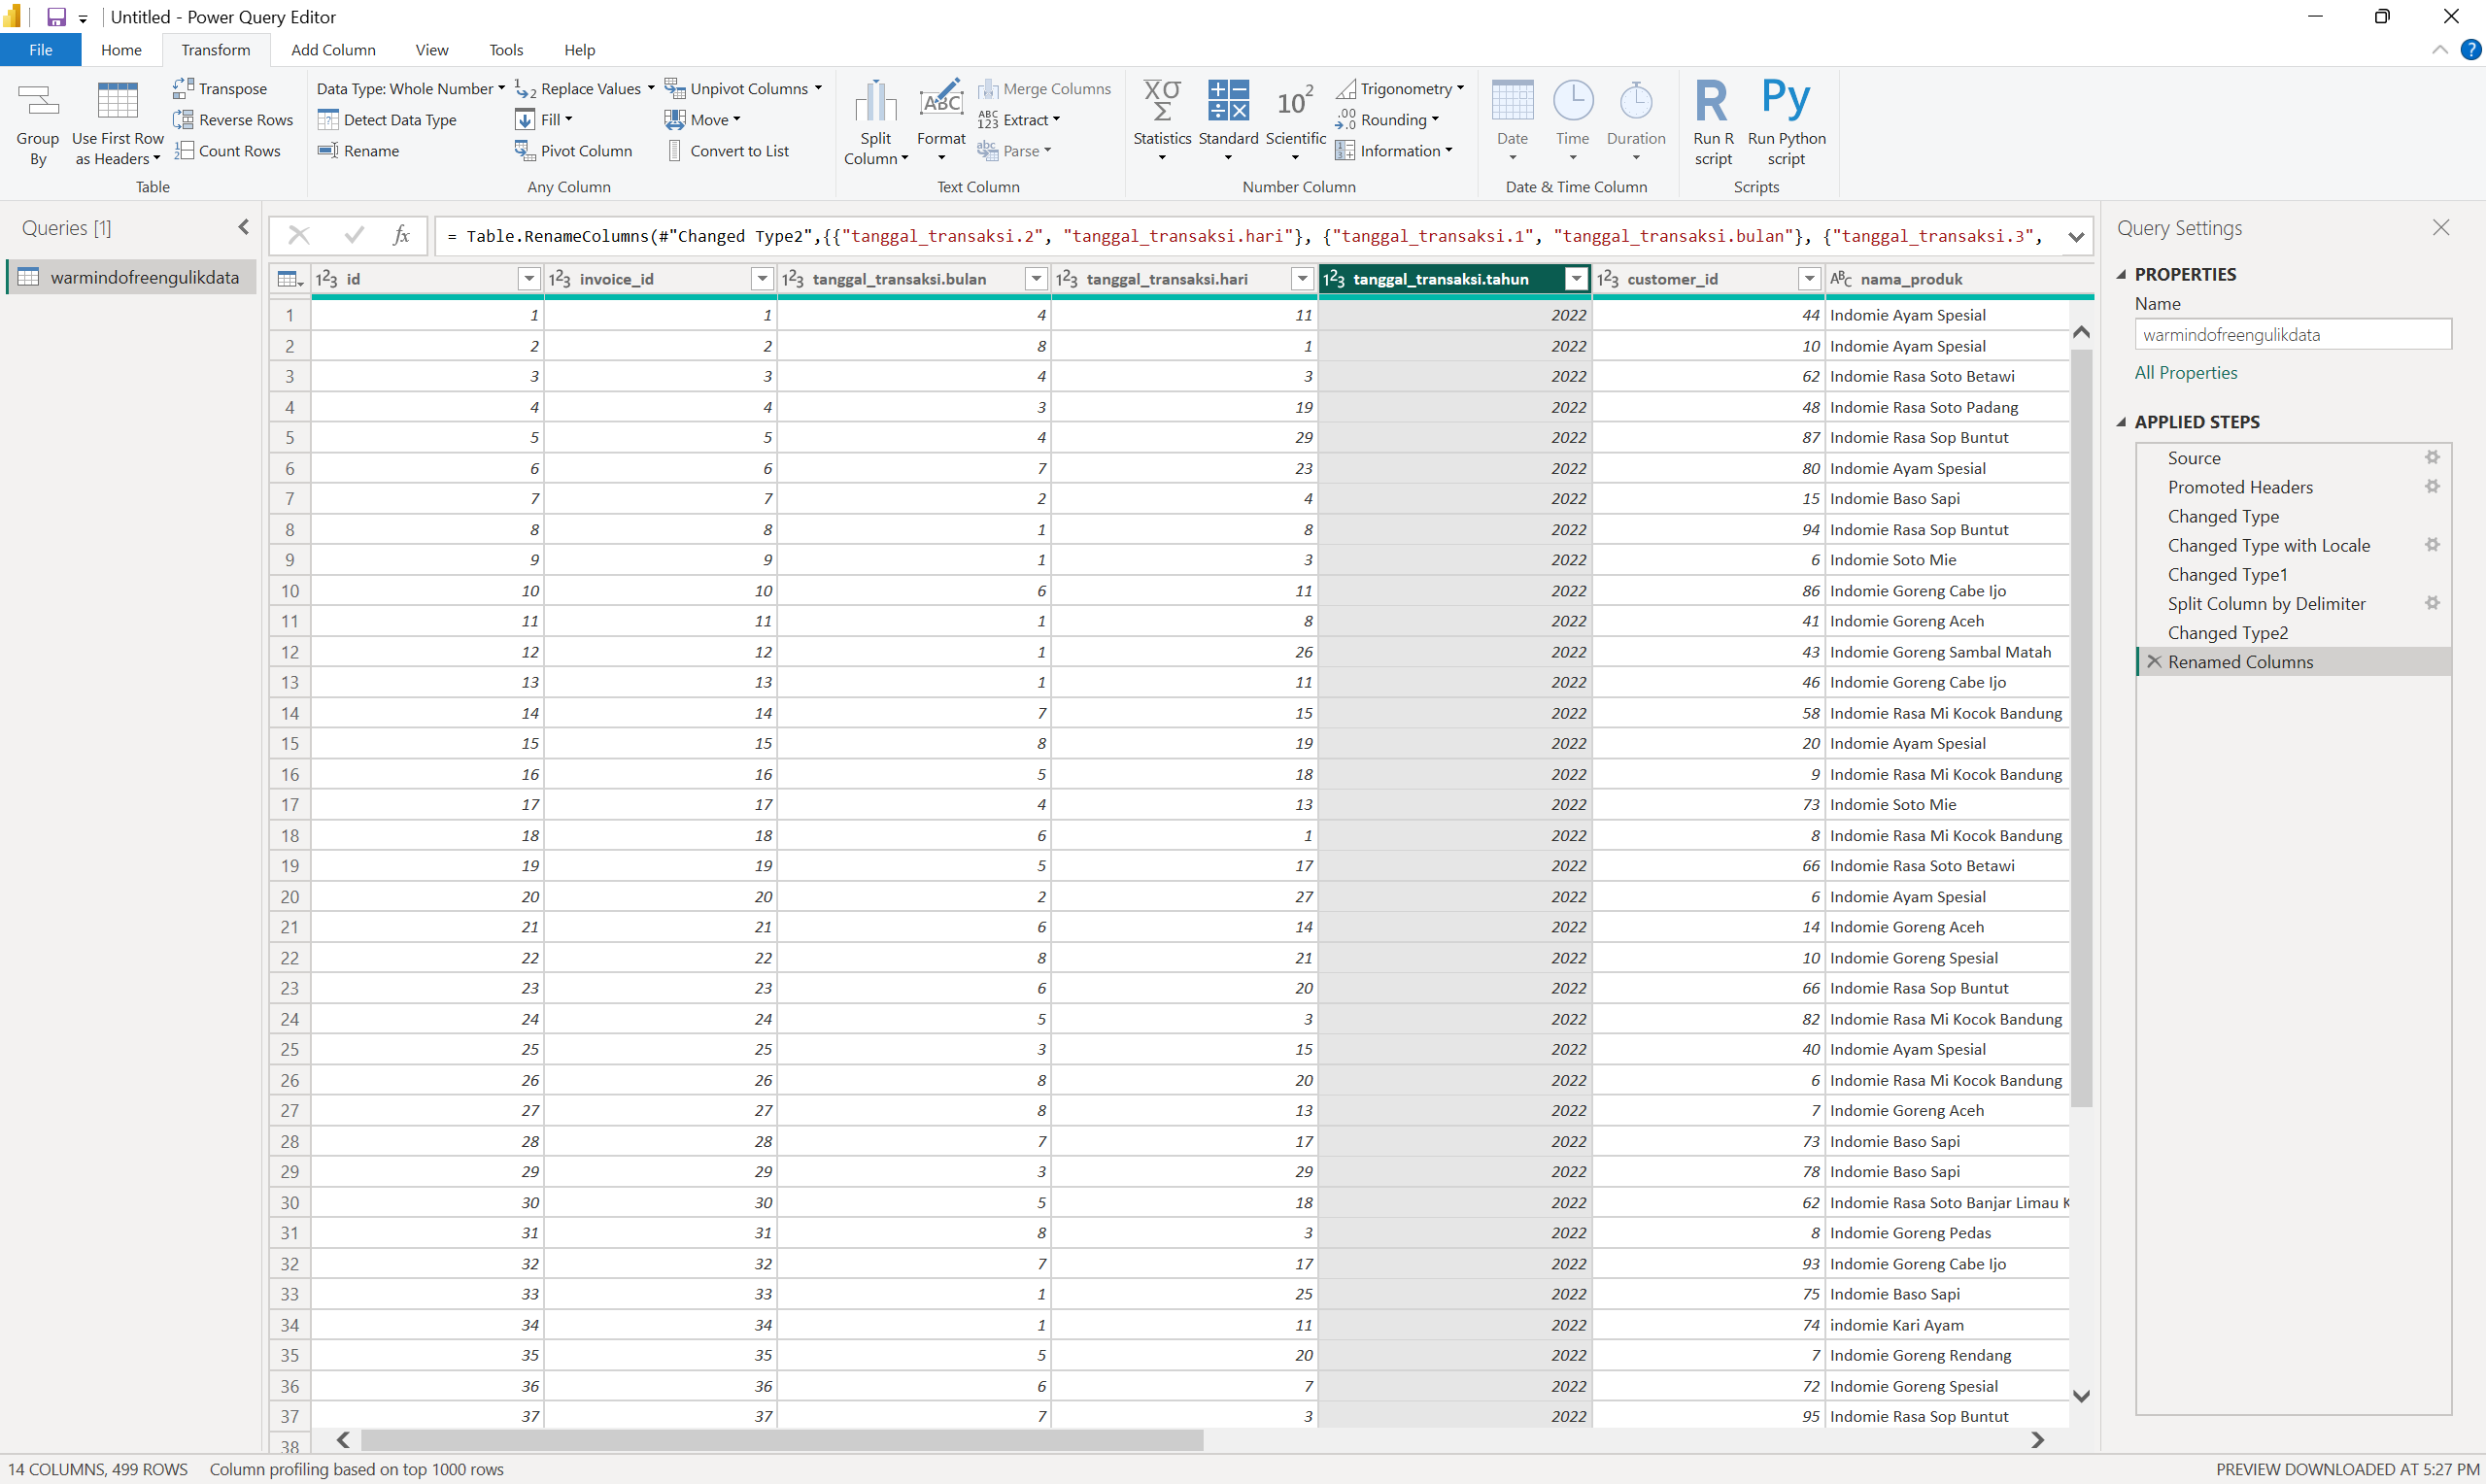 Untitled - Power Query Editor
File Home Transform Add Column View Tools Help
Group By
Use First Row as Headers
Transpose
Reverse Rows
Count Rows
Table
Data Type: Whole Number
Detect Data Type
Rename
Replace Values
Fill
Pivot Column
Unpivot Columns
Move
Convert to List
Any Column
Split Column
Format
Merge Columns
Extract
Parse
Text Column
Statistics
Standard
Scientific
Trigonometry
Rounding
Information
Number Column
Date
Time
Duration
Date & Time Column
Run R script
Run Python script
Scripts
Queries [1]
warmindofreengulikdata
= Table.RenameColumns(#"Changed Type2",{{"tanggal_transaksi.2", "tanggal_transaksi.hari"}, {"tanggal_transaksi.1", "tanggal_transaksi.bulan"}, {"tanggal_transaksi.3",
id invoice_id tanggal_transaksi.bulan tanggal_transaksi.hari tanggal_transaksi.tahun customer_id nama_produk
1 1 1 4 11 2022 44 Indomie Ayam Spesial
2 2 2 8 1 2022 10 Indomie Ayam Spesial
3 3 3 4 3 2022 62 Indomie Rasa Soto Betawi
4 4 4 3 19 2022 48 Indomie Rasa Soto Padang
5 5 5 4 29 2022 87 Indomie Rasa Sop Buntut
6 6 6 7 23 2022 80 Indomie Ayam Spesial
7 7 7 2 4 2022 15 Indomie Baso Sapi
8 8 8 1 8 2022 94 Indomie Rasa Sop Buntut
9 9 9 1 3 2022 6 Indomie Soto Mie
10 10 10 6 11 2022 86 Indomie Goreng Cabe Ijo
11 11 11 1 8 2022 41 Indomie Goreng Aceh
12 12 12 1 26 2022 43 Indomie Goreng Sambal Matah
13 13 13 1 11 2022 46 Indomie Goreng Cabe Ijo
14 14 14 7 15 2022 58 Indomie Rasa Mi Kocok Bandung
15 15 15 8 19 2022 20 Indomie Ayam Spesial
16 16 16 5 18 2022 9 Indomie Rasa Mi Kocok Bandung
17 17 17 4 13 2022 73 Indomie Soto Mie
18 18 18 6 1 2022 8 Indomie Rasa Mi Kocok Bandung
19 19 19 5 17 2022 66 Indomie Rasa Soto Betawi
20 20 20 2 27 2022 6 Indomie Ayam Spesial
21 21 21 6 14 2022 14 Indomie Goreng Aceh
22 22 22 8 21 2022 10 Indomie Goreng Spesial
23 23 23 6 20 2022 66 Indomie Rasa Sop Buntut
24 24 24 5 3 2022 82 Indomie Rasa Mi Kocok Bandung
25 25 25 3 15 2022 40 Indomie Ayam Spesial
26 26 26 8 20 2022 6 Indomie Rasa Mi Kocok Bandung
27 27 27 8 13 2022 7 Indomie Goreng Aceh
28 28 28 7 17 2022 73 Indomie Baso Sapi
29 29 29 3 29 2022 78 Indomie Baso Sapi
30 30 30 5 18 2022 62 Indomie Rasa Soto Banjar Limau K
31 31 31 8 3 2022 8 Indomie Goreng Pedas
32 32 32 7 17 2022 93 Indomie Goreng Cabe Ijo
33 33 33 1 25 2022 75 Indomie Baso Sapi
34 34 34 1 11 2022 74 indomie Kari Ayam
35 35 35 5 20 2022 7 Indomie Goreng Rendang
36 36 36 6 7 2022 72 Indomie Goreng Spesial
37 37 37 7 3 2022 95 Indomie Rasa Sop Buntut
38
Query Settings
PROPERTIES
Name
warmindofreengulikdata
All Properties
APPLIED STEPS
Source
Promoted Headers
Changed Type
Changed Type with Locale
Changed Type1
Split Column by Delimiter
Changed Type2
Renamed Columns
14 COLUMNS, 499 ROWS Column profiling based on top 1000 rows
PREVIEW DOWNLOADED AT 5:27 PM